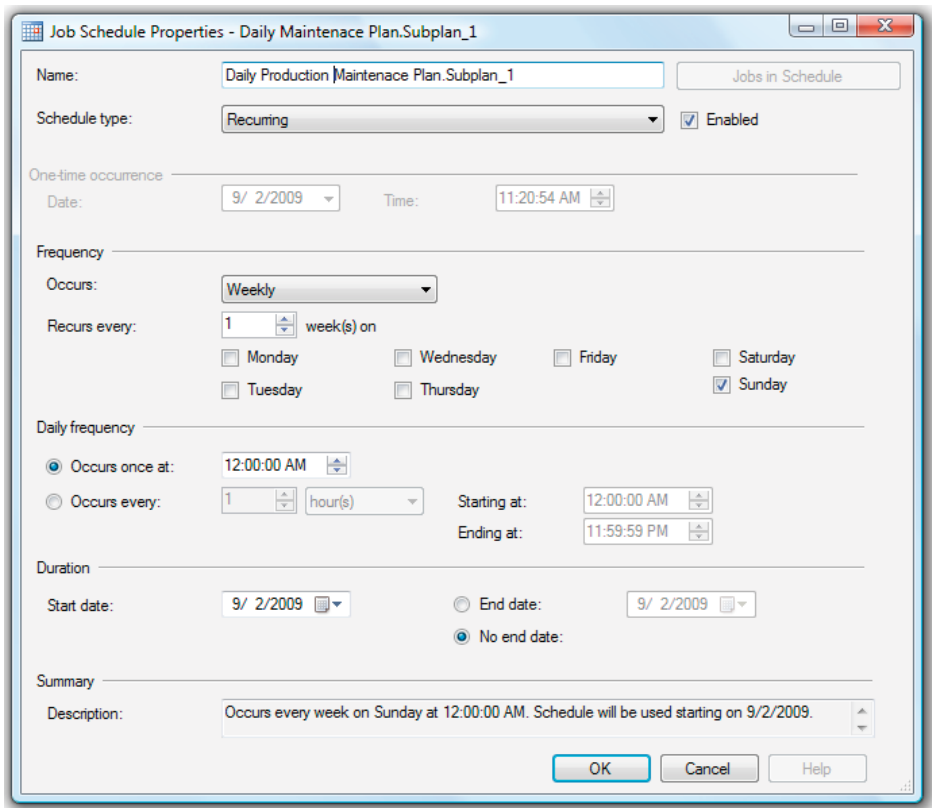 Job Schedule Properties - Daily Maintenace Plan.Subplan_1
Name: Daily Production Maintenace Plan.Subplan_1 Jobs in Schedule
Schedule type: Recurring Enabled
One-time occurrence
Date: 9/ 2/2009 Time: 11:20:54 AM
Frequency
Occurs: Weekly
Recurs every: 1 week(s) on
Monday Wednesday Friday Saturday
Tuesday Thursday Sunday
Daily frequency
Occurs once at: 12:00:00 AM
Occurs every: 1 hour(s) Starting at: 12:00:00 AM
Ending at: 11:59:59 PM
Duration
Start date: 9/ 2/2009 End date: 9/ 2/2009
No end date:
Summary
Description: Occurs every week on Sunday at 12:00:00 AM. Schedule will be used starting on 9/2/2009.
OK Cancel Help